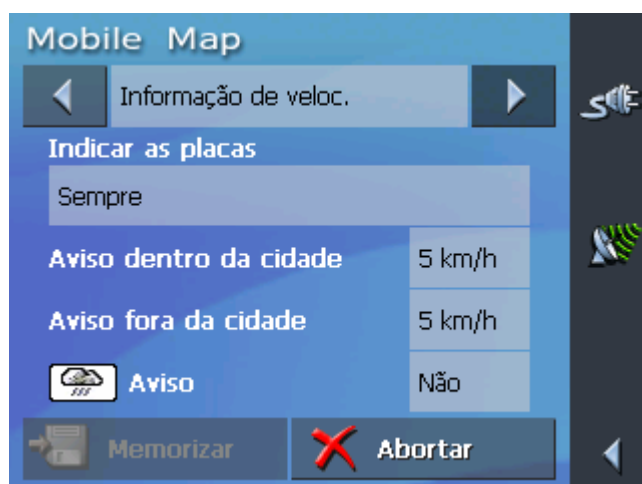 Mobile Map
Informação de veloc.
Indicar as placas
Sempre
Aviso dentro da cidade 5 km/h
Aviso fora da cidade 5 km/h
Aviso Não
Memorizar Abortar